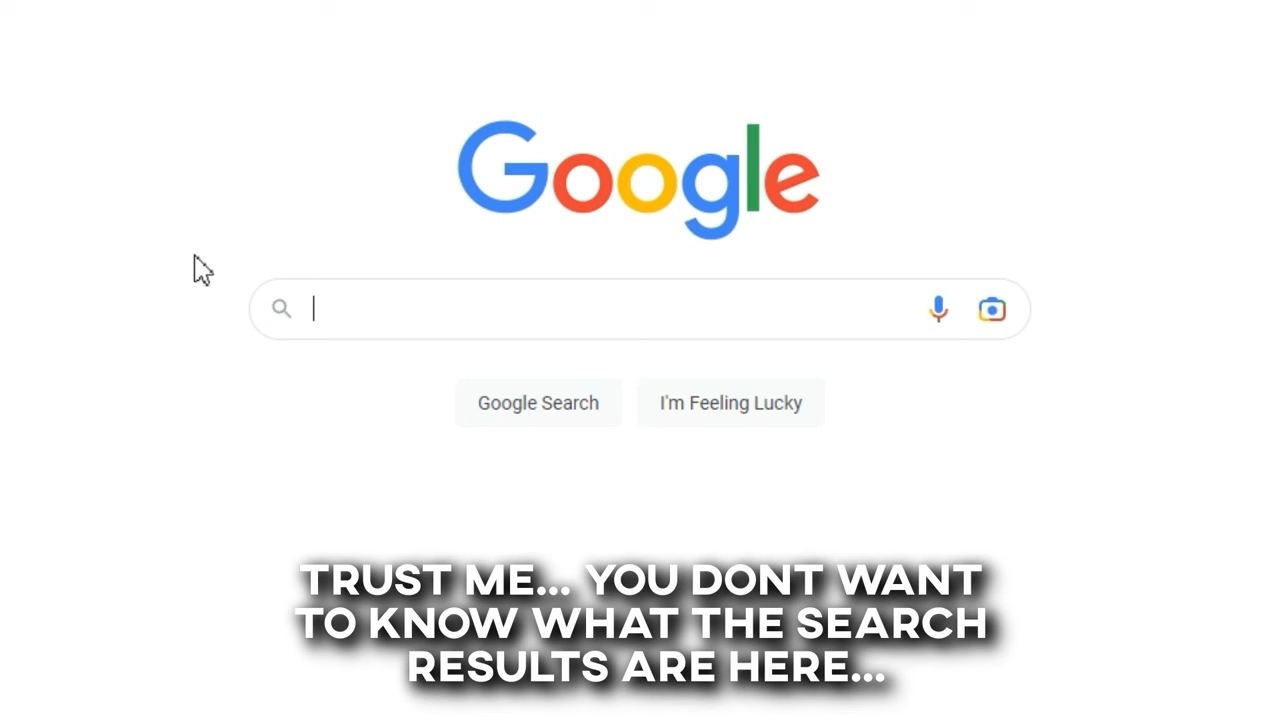 Google
Google Search
I'm Feeling Lucky
TRUST ME... YOU DONT WANT
TO KNOW WHAT THE SEARCH
RESULTS ARE HERE...